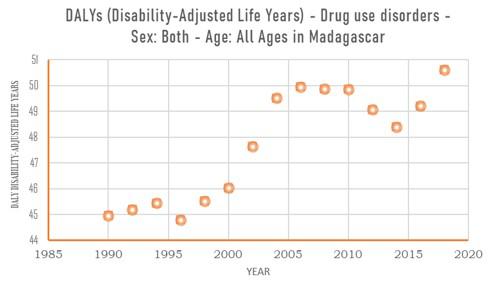 DALYs (Disability-Adjusted Life Years) - Drug use disorders -
Sex: Both - Age: All Ages in Madagascar
DALY DISABILITY-ADJUSTED LIFE YEARS
51
50
49
48
47
46
45
44
1985 1990 1995 2000 2005 2010 2015 2020
YEAR